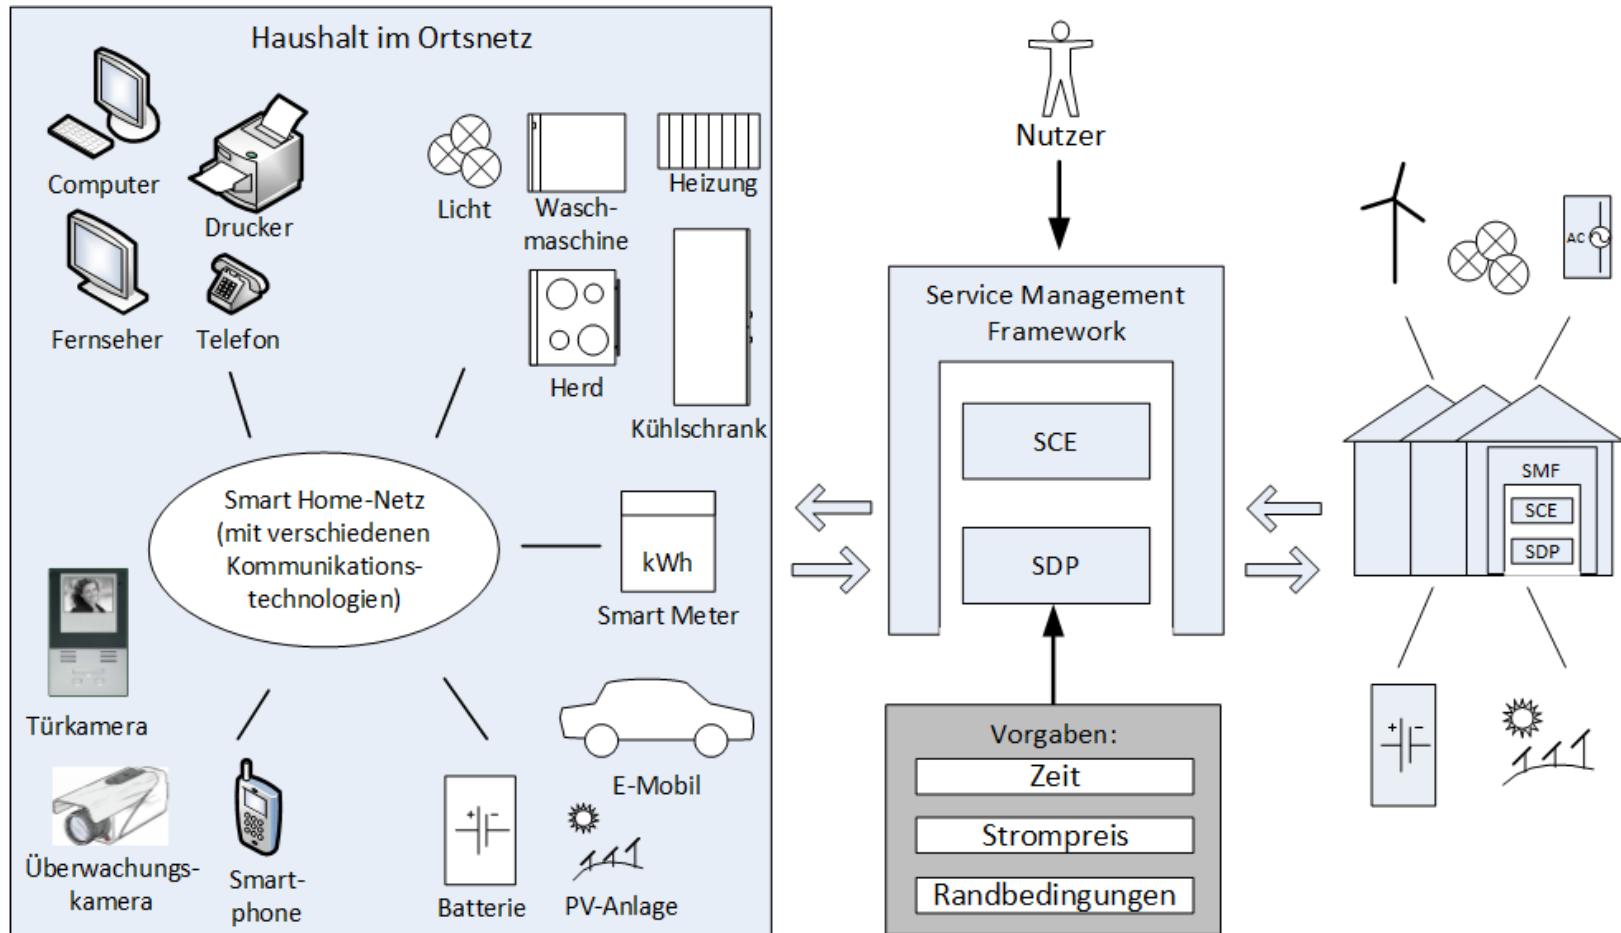 Haushalt im Ortsnetz
Computer
Drucker
Licht
Wasch-
maschine
Heizung
Fernseher
Telefon
Herd
Kühlschrank
Smart Home-Netz
(mit verschiedenen
Kommunikations-
technologien)
kWh
Smart Meter
Türkamera
Überwachungs-
kamera
Smart-
phone
+ −
Batterie
E-Mobil
PV-Anlage
Nutzer
Service Management
Framework
SCE
SDP
Vorgaben:
Zeit
Strompreis
Randbedingungen
AC
SMF
SCE
SDP
+ −